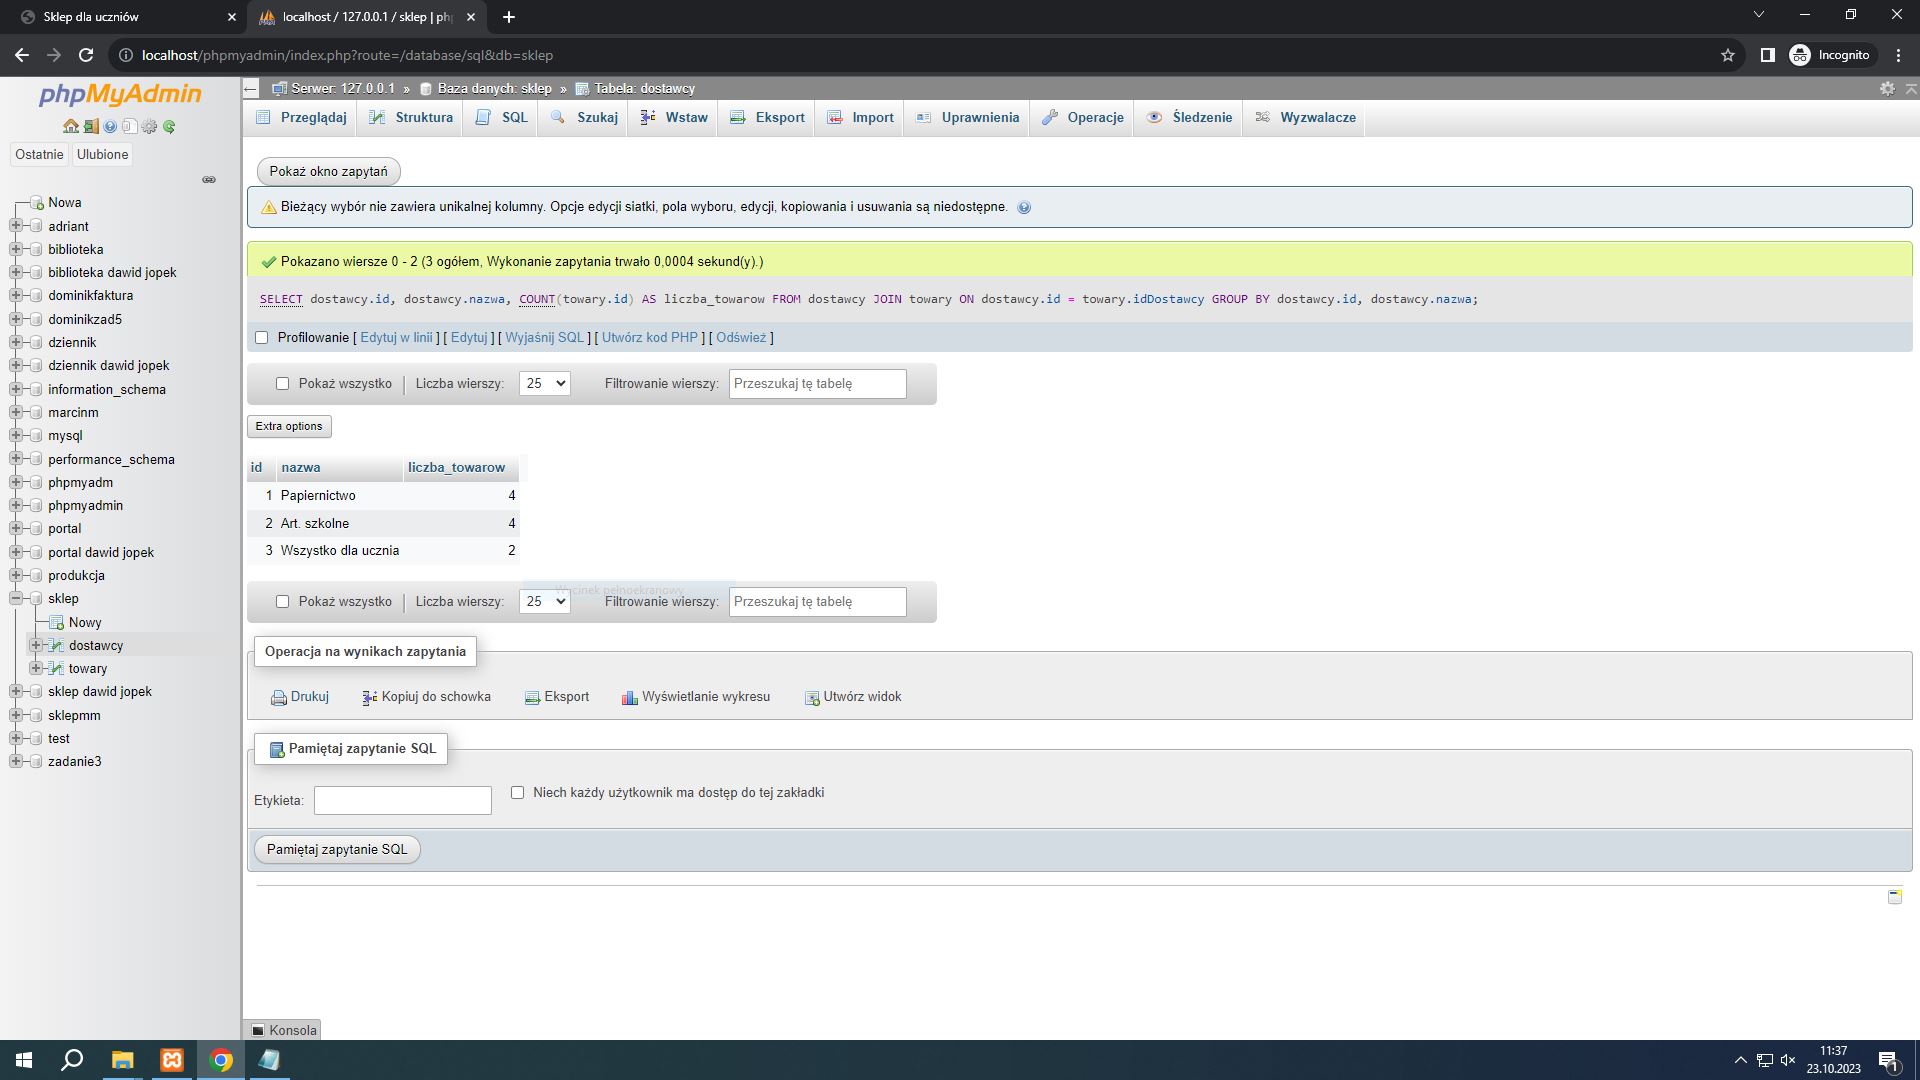 Sklep dla uczniów
localhost / 127.0.0.1 / sklep | php
localhost/phpmyadmin/index.php?route=/database/sql&db=sklep
Incognito
phpMyAdmin
Ostatnie
Ulubione
Nowa
adriant
biblioteka
biblioteka dawid jopek
dominikfaktura
dominikzad5
dziennik
dziennik dawid jopek
information_schema
marcinm
mysql
performance_schema
phpmyadm
phpmyadmin
portal
portal dawid jopek
produkcja
sklep
Nowy
dostawcy
towary
sklep dawid jopek
sklepmm
test
zadanie3
Serwer: 127.0.0.1 » Baza danych: sklep » Tabela: dostawcy
Przeglądaj Struktura SQL Szukaj Wstaw Eksport Import Uprawnienia Operacje Śledzenie Wyzwalacze
Pokaż okno zapytań
Bieżący wybór nie zawiera unikalnej kolumny. Opcje edycji siatki, pola wyboru, edycji, kopiowania i usuwania są niedostępne.
Pokazano wiersze 0 - 2 (3 ogółem, Wykonanie zapytania trwało 0,0004 sekund(y).)
SELECT dostawcy.id, dostawcy.nazwa, COUNT(towary.id) AS liczba_towarow FROM dostawcy JOIN towary ON dostawcy.id = towary.idDostawcy GROUP BY dostawcy.id, dostawcy.nazwa;
Profilowanie [ Edytuj w linii ] [ Edytuj ] [ Wyjaśnij SQL ] [ Utwórz kod PHP ] [ Odśwież ]
Pokaż wszystko | Liczba wierszy: 25 Filtrowanie wierszy: Przeszukaj tę tabelę
Extra options
id nazwa liczba_towarow
1 Papiernictwo 4
2 Art. szkolne 4
3 Wszystko dla ucznia 2
Wycinek pełnoekranowy
Pokaż wszystko | Liczba wierszy: 25 Filtrowanie wierszy: Przeszukaj tę tabelę
Operacja na wynikach zapytania
Drukuj Kopiuj do schowka Eksport Wyświetlanie wykresu Utwórz widok
Pamiętaj zapytanie SQL
Etykieta:
Niech każdy użytkownik ma dostęp do tej zakładki
Pamiętaj zapytanie SQL
Konsola
11:37
23.10.2023
1